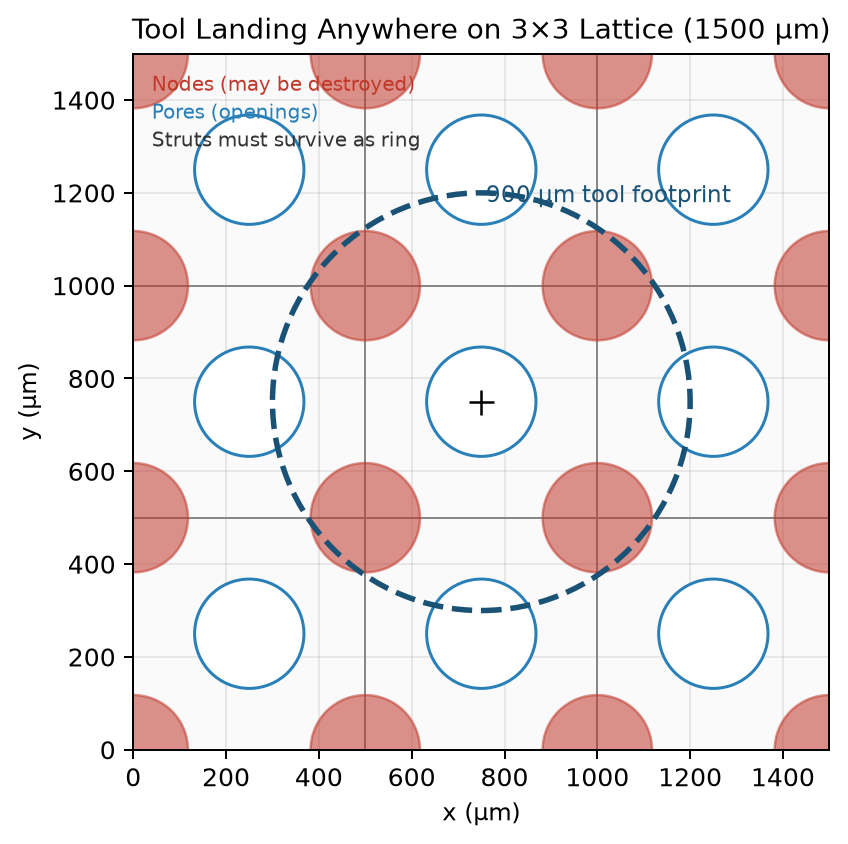 Tool Landing Anywhere on 3×3 Lattice (1500 μm)
Nodes (may be destroyed)
Pores (openings)
Struts must survive as ring
900 μm tool footprint
1400
1200
1000
800
600
400
200
0
y (μm)
0 200 400 600 800 1000 1200 1400
x (μm)